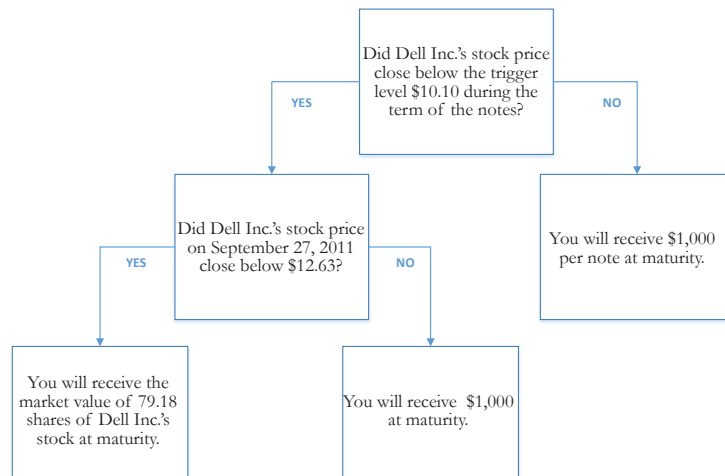 Did Dell Inc.'s stock price
close below the trigger
level $10.10 during the
term of the notes?
YES
NO
Did Dell Inc.'s stock price
on September 27, 2011
close below $12.63?
You will receive $1,000
per note at maturity.
YES
NO
You will receive the
market value of 79.18
shares of Dell Inc.'s
stock at maturity.
You will receive $1,000
at maturity.